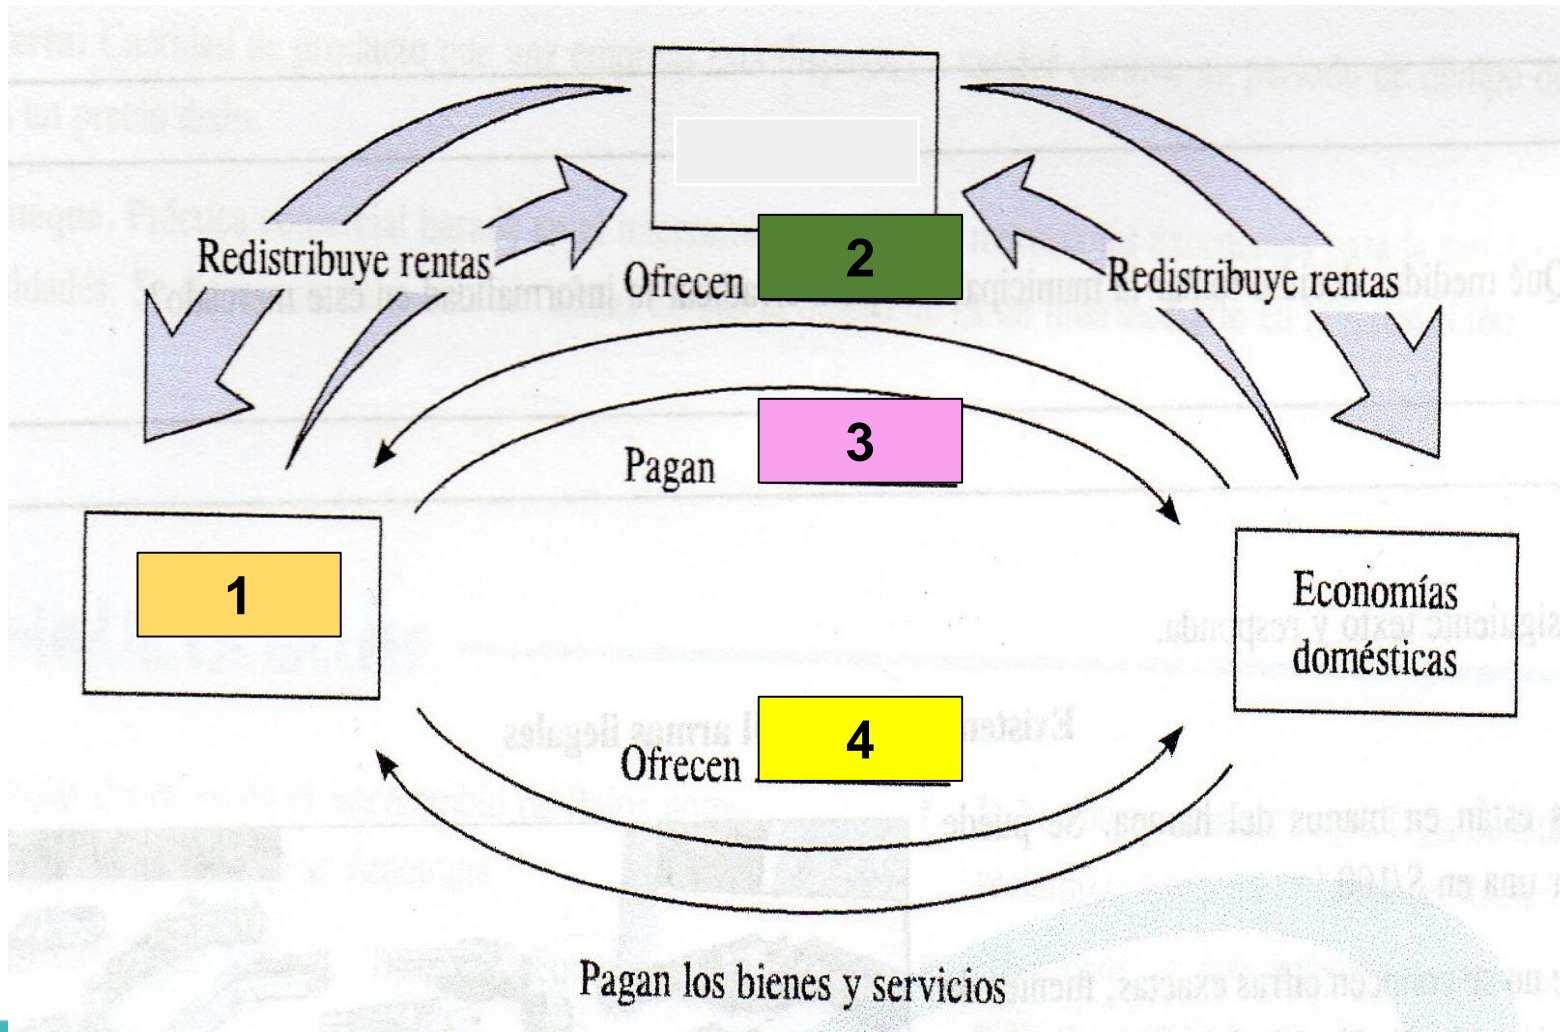 Redistribuye rentas
Ofrecen 2
Redistribuye rentas
Pagan 3
1
Economías
domésticas
Ofrecen 4
Pagan los bienes y servicios